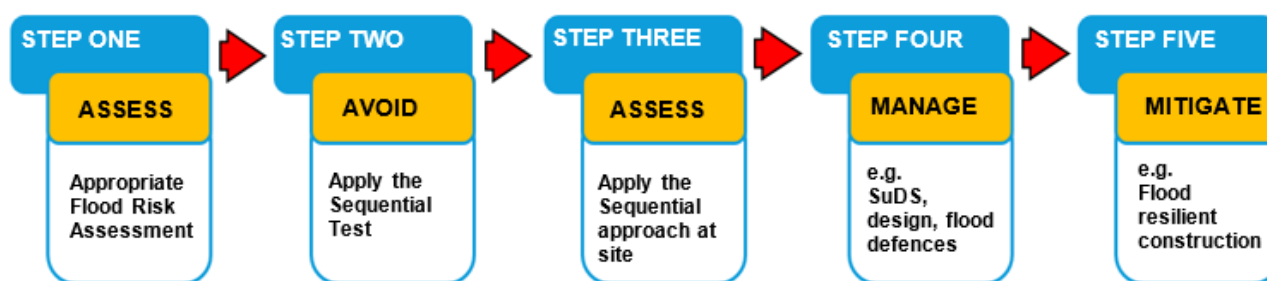 STEP ONE
ASSESS
Appropriate
Flood Risk
Assessment
STEP TWO
AVOID
Apply the
Sequential
Test
STEP THREE
ASSESS
Apply the
Sequential
approach at
site
STEP FOUR
MANAGE
e.g.
SuDS,
design, flood
defences
STEP FIVE
MITIGATE
e.g.
Flood
resilient
construction